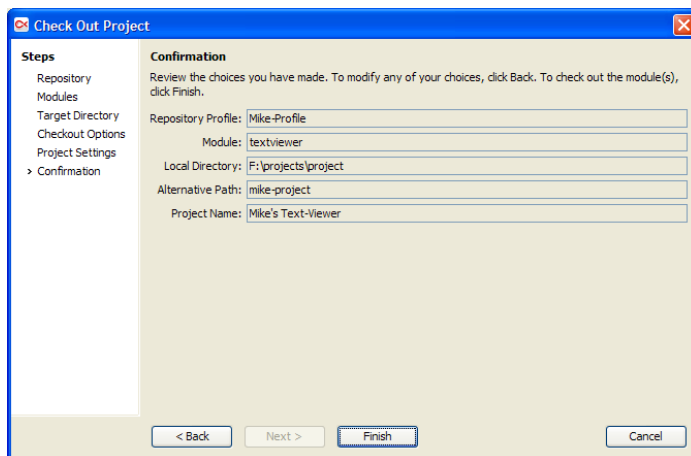 Check Out Project
Steps
Repository
Modules
Target Directory
Checkout Options
Project Settings
> Confirmation
Confirmation
Review the choices you have made. To modify any of your choices, click Back. To check out the module(s),
click Finish.
Repository Profile: Mike-Profile
Module: textviewer
Local Directory: F:\projects\project
Alternative Path: mike-project
Project Name: Mike's Text-Viewer
< Back Next > Finish Cancel